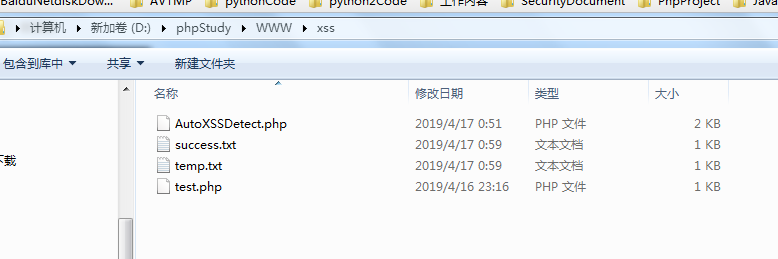 BaiduNetdiskDow... AVTMP pythonCode python2Code 工作内容 SecurityDocument PhpProject Java
计算机 新加卷 (D:) phpStudy WWW xss
包含到库中 共享 新建文件夹
名称 修改日期 类型 大小
AutoXSSDetect.php 2019/4/17 0:51 PHP 文件 2 KB
success.txt 2019/4/17 0:59 文本文档 1 KB
下载
temp.txt 2019/4/17 0:59 文本文档 1 KB
test.php 2019/4/16 23:16 PHP 文件 1 KB